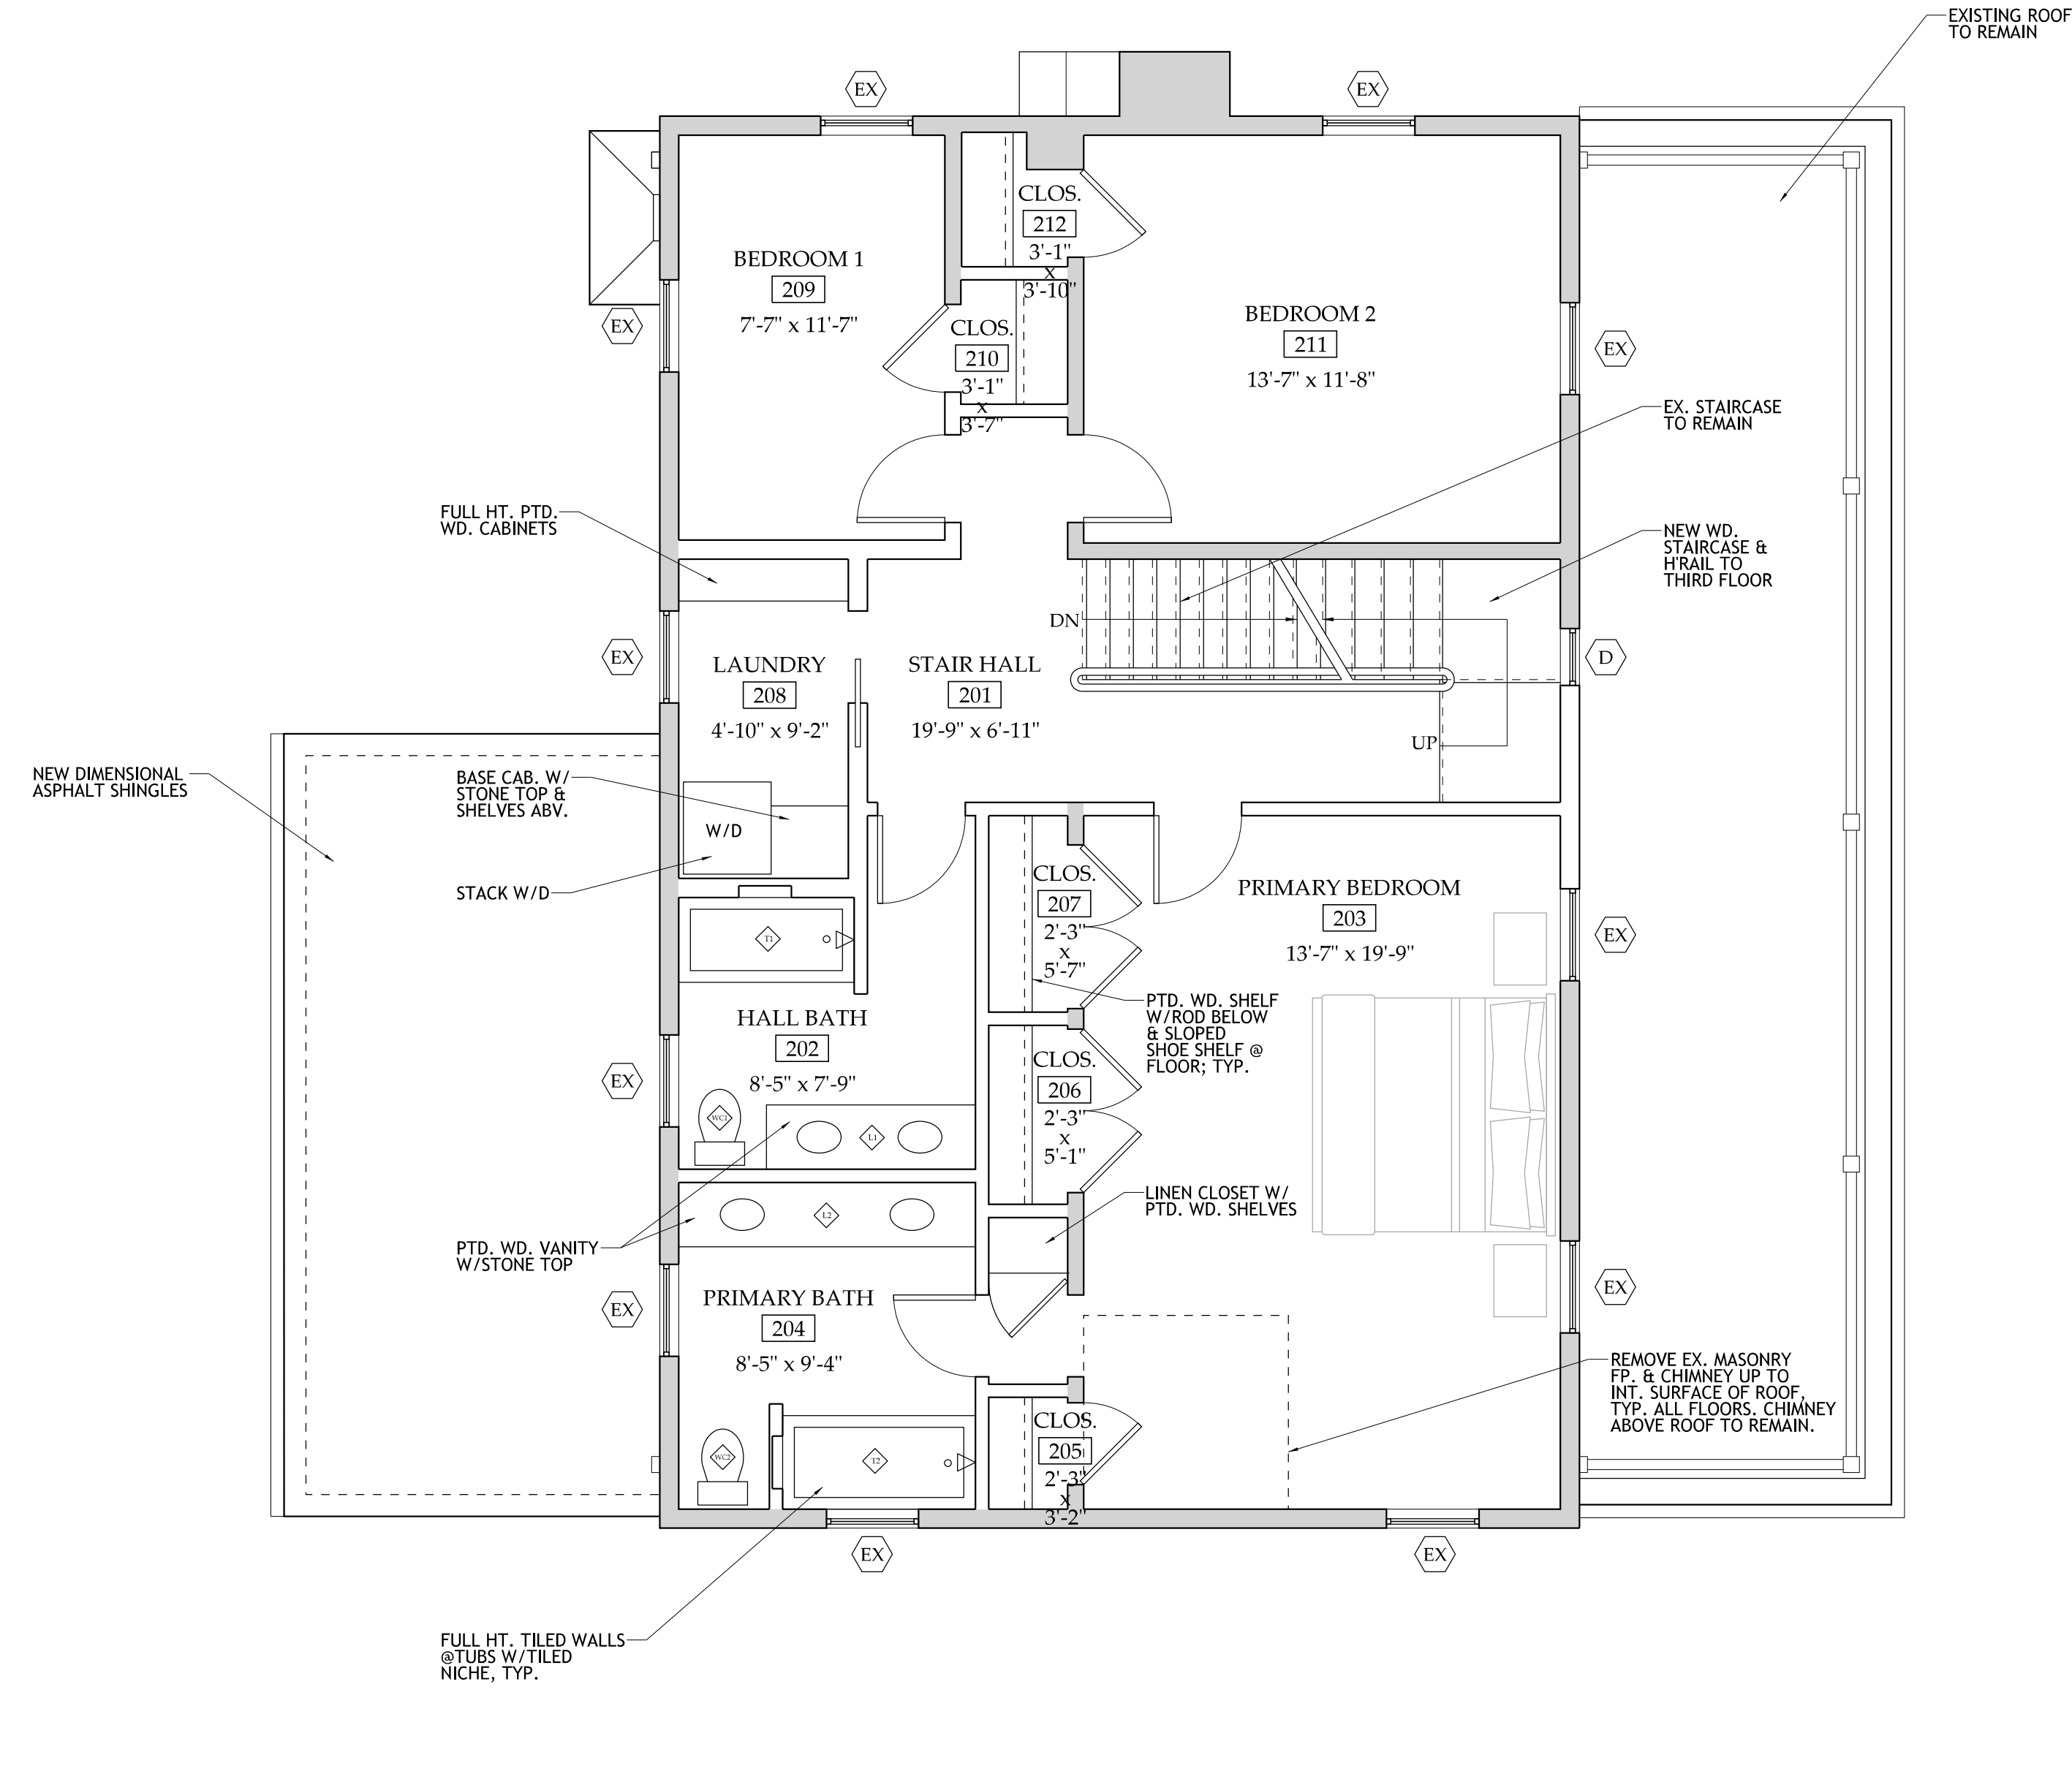 EXISTING ROOF
TO REMAIN
EX
EX
CLOS.
212
3'-1"
x
3'-10"
BEDROOM 1
209
7'-7" x 11'-7"
EX
CLOS.
210
3'-1"
x
3'-7"
BEDROOM 2
211
13'-7" x 11'-8"
EX
EX. STAIRCASE
TO REMAIN
FULL HT. PTD.
WD. CABINETS
NEW WD.
STAIRCASE &
H'RAIL TO
THIRD FLOOR
DN
EX
LAUNDRY
208
4'-10" x 9'-2"
STAIR HALL
201
19'-9" x 6'-11"
D
UP
NEW DIMENSIONAL
ASPHALT SHINGLES
BASE CAB. W/
STONE TOP &
SHELVES ABV.
W/D
STACK W/D
CLOS.
207
2'-3"
x
5'-7"
PRIMARY BEDROOM
203
13'-7" x 19'-9"
EX
T1
PTD. WD. SHELF
W/ROD BELOW
& SLOPED
SHOE SHELF @
FLOOR; TYP.
HALL BATH
202
8'-5" x 7'-9"
EX
CLOS.
206
2'-3"
x
5'-1"
WC1
L1
LINEN CLOSET W/
PTD. WD. SHELVES
L2
PTD. WD. VANITY
W/STONE TOP
EX
PRIMARY BATH
204
8'-5" x 9'-4"
EX
REMOVE EX. MASONRY
FP. & CHIMNEY UP TO
INT. SURFACE OF ROOF,
TYP. ALL FLOORS. CHIMNEY
ABOVE ROOF TO REMAIN.
CLOS.
205
2'-3"
x
3'-2"
WC2
T2
EX
EX
FULL HT. TILED WALLS
@TUBS W/TILED
NICHE, TYP.